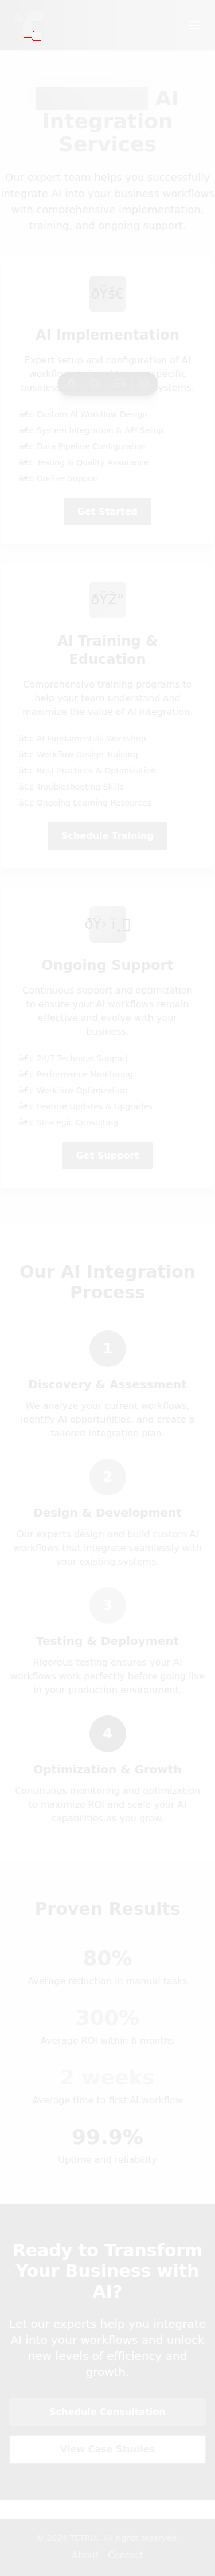 AI
Integration
Services
Our expert team helps you successfully
integrate AI into your business workflows
with comprehensive implementation,
training, and ongoing support.
ðŸš€
AI Implementation
Expert setup and configuration of AI
â€¢ Custom AI Workflow Design
â€¢ System Integration & API Setup
â€¢ Data Pipeline Configuration
â€¢ Testing & Quality Assurance
â€¢ Go-live Support
Get Started
ðŸŽ“
AI Training &
Education
Comprehensive training programs to
help your team understand and
maximize the value of AI integration.
â€¢ AI Fundamentals Workshop
â€¢ Workflow Design Training
â€¢ Best Practices & Optimization
â€¢ Troubleshooting Skills
â€¢ Ongoing Learning Resources
Schedule Training
Ongoing Support
Continuous support and optimization
to ensure your AI workflows remain
effective and evolve with your
business.
â€¢ 24/7 Technical Support
â€¢ Performance Monitoring
â€¢ Workflow Optimization
â€¢ Feature Updates & Upgrades
â€¢ Strategic Consulting
Get Support
Our AI Integration
Process
1
Discovery & Assessment
We analyze your current workflows,
identify AI opportunities, and create a
tailored integration plan.
2
Design & Development
Our experts design and build custom AI
workflows that integrate seamlessly with
your existing systems.
3
Testing & Deployment
Rigorous testing ensures your AI
workflows work perfectly before going live
in your production environment.
4
Optimization & Growth
Continuous monitoring and optimization
to maximize ROI and scale your AI
capabilities as you grow.
Proven Results
80%
Average reduction in manual tasks
300%
Average ROI within 6 months
2 weeks
Average time to first AI workflow
99.9%
Uptime and reliability
Ready to Transform
Your Business with
AI?
Let our experts help you integrate
AI into your workflows and unlock
new levels of efficiency and
growth.
Schedule Consultation
View Case Studies
About Contact